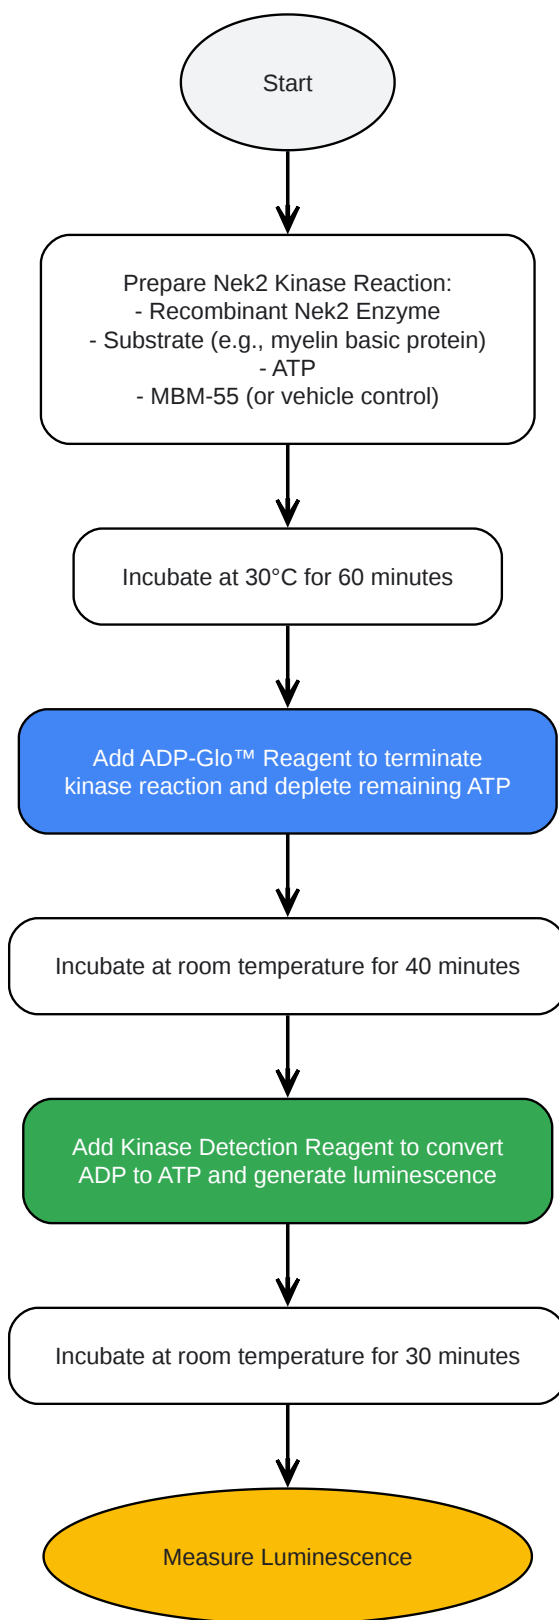 Start
Prepare Nek2 Kinase Reaction:
- Recombinant Nek2 Enzyme
- Substrate (e.g., myelin basic protein)
- ATP
- MBM-55 (or vehicle control)
Incubate at 30°C for 60 minutes
Add ADP-Glo™ Reagent to terminate
kinase reaction and deplete remaining ATP
Incubate at room temperature for 40 minutes
Add Kinase Detection Reagent to convert
ADP to ATP and generate luminescence
Incubate at room temperature for 30 minutes
Measure Luminescence